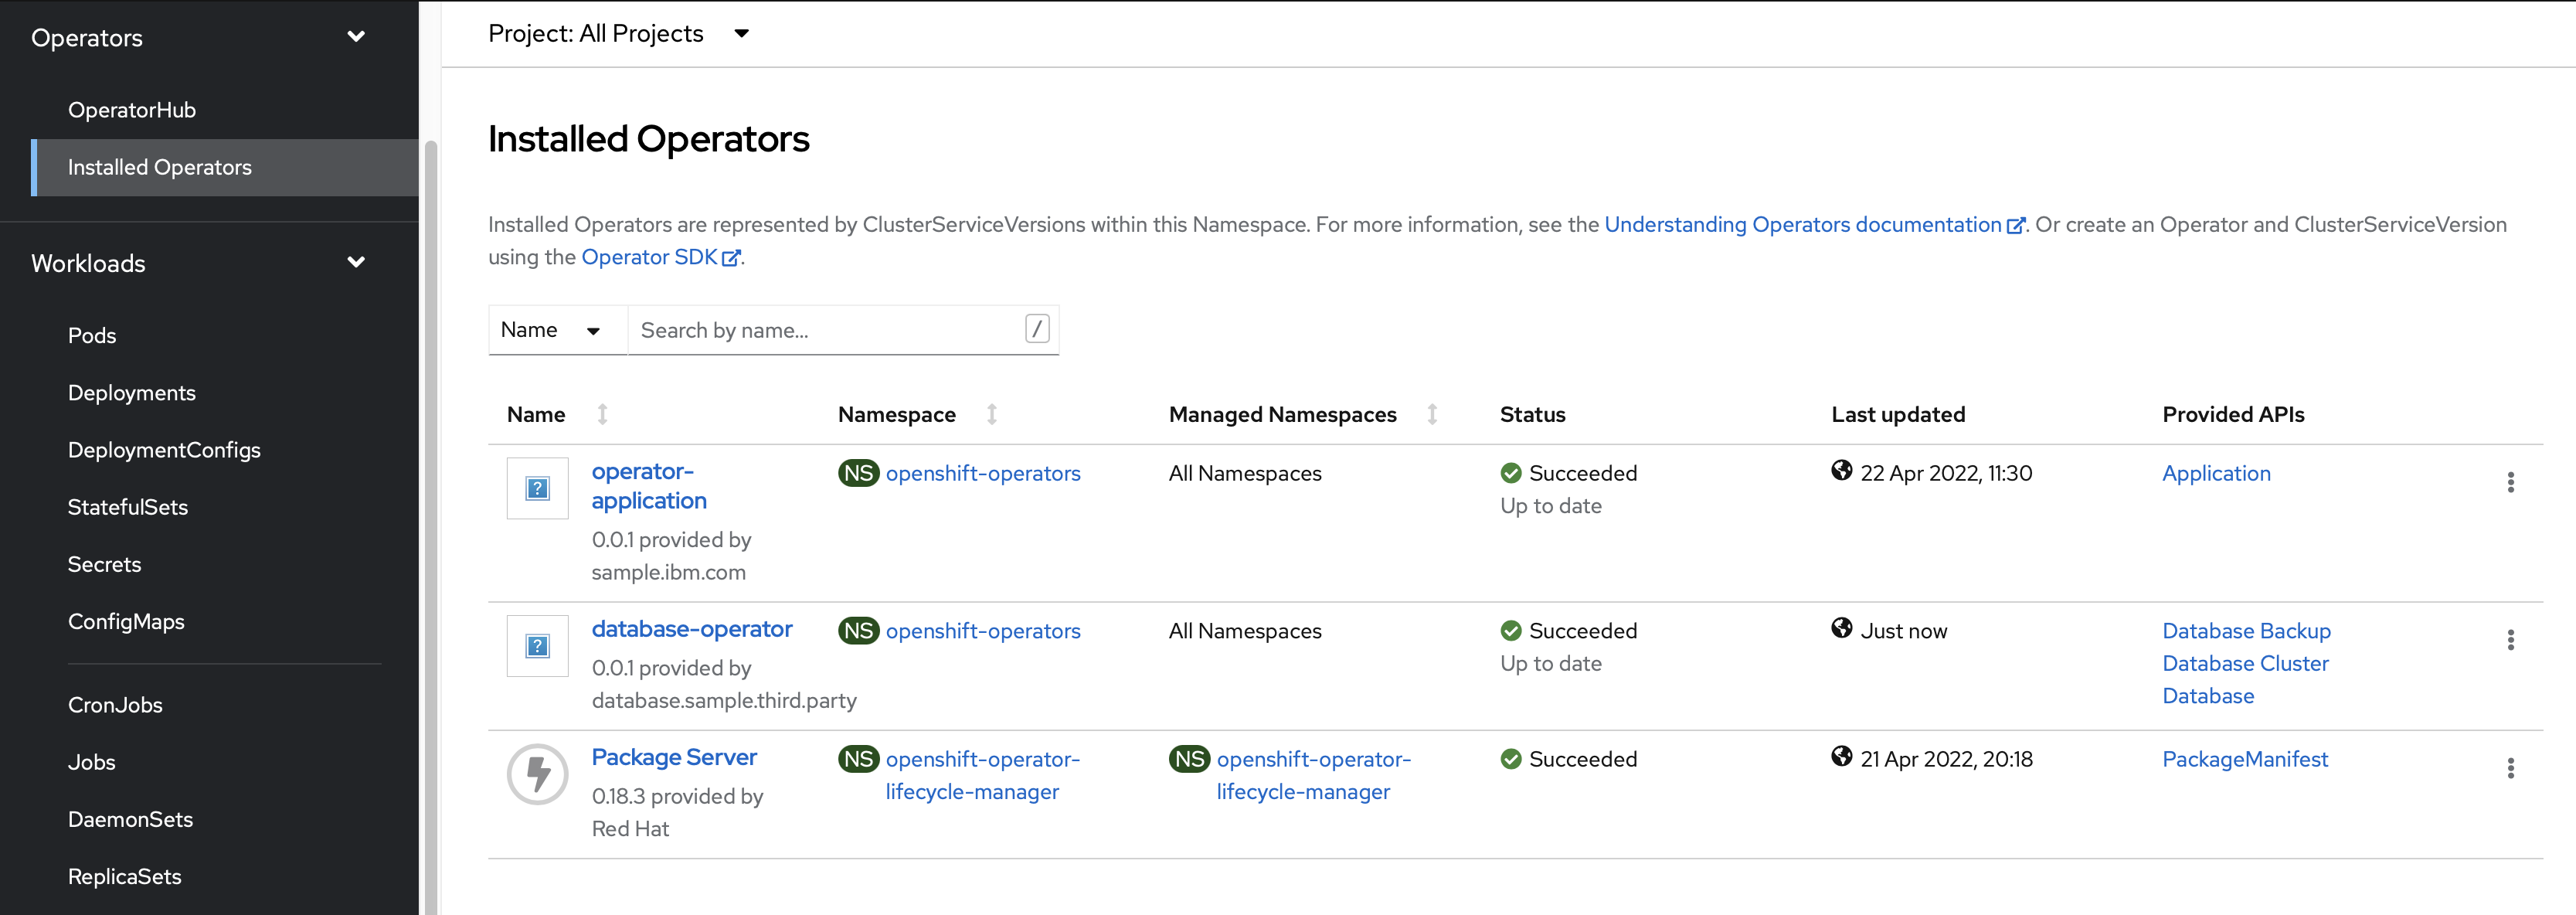 Operators
OperatorHub
Installed Operators
Workloads
Pods
Deployments
DeploymentConfigs
StatefulSets
Secrets
ConfigMaps
CronJobs
Jobs
DaemonSets
ReplicaSets
Project: All Projects
Installed Operators
Installed Operators are represented by ClusterServiceVersions within this Namespace. For more information, see the Understanding Operators documentation. Or create an Operator and ClusterServiceVersion
using the Operator SDK.
Name Search by name... /
Name Namespace Managed Namespaces Status Last updated Provided APIs
operator- NS openshift-operators All Namespaces Succeeded 22 Apr 2022, 11:30 Application
application Up to date
0.0.1 provided by
sample.ibm.com
database-operator NS openshift-operators All Namespaces Succeeded Just now Database Backup
0.0.1 provided by Up to date Database Cluster
database.sample.third.party Database
Package Server NS openshift-operator- NS openshift-operator- Succeeded 21 Apr 2022, 20:18 PackageManifest
0.18.3 provided by lifecycle-manager lifecycle-manager
Red Hat